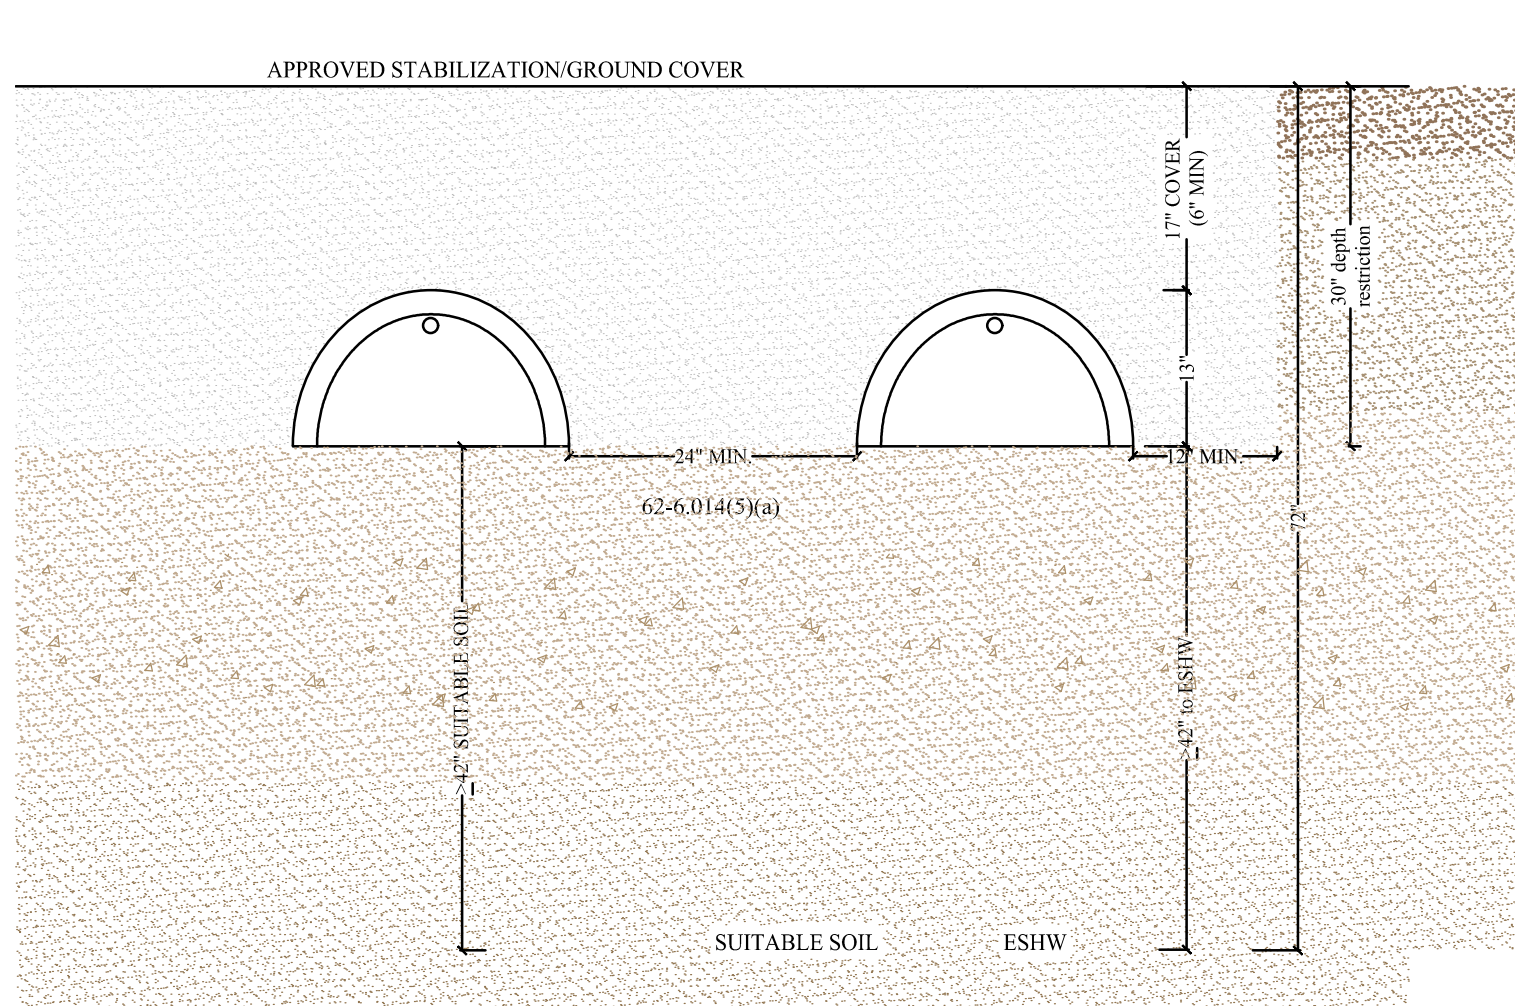 APPROVED STABILIZATION/GROUND COVER
17" COVER
(6" MIN)
30" depth
restriction
13"
24" MIN.
12" MIN.
62-6.014(5)(a)
72"
>42" SUITABLE SOIL
>42" to ESHW
SUITABLE SOIL
ESHW